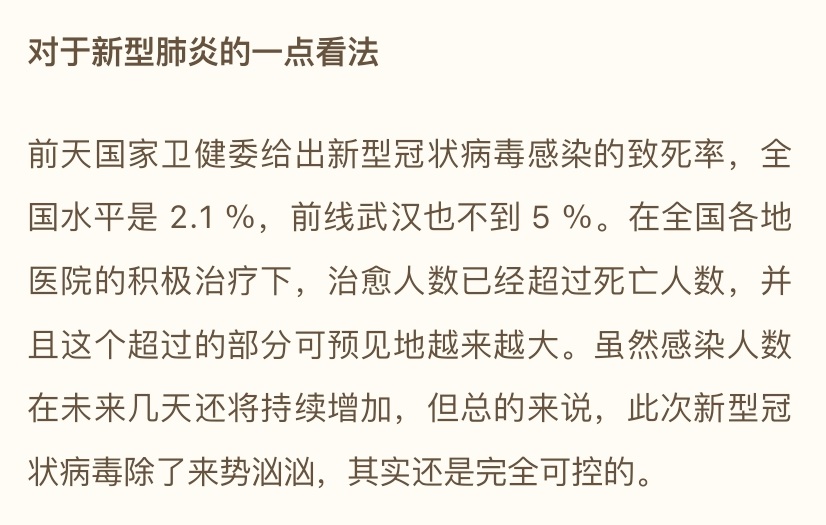 对于新型肺炎的一点看法
前天国家卫健委给出新型冠状病毒感染的致死率，全
国水平是 2.1 %，前线武汉也不到 5 %。在全国各地
医院的积极治疗下，治愈人数已经超过死亡人数，并
且这个超过的部分可预见地越来越大。虽然感染人数
在未来几天还将持续增加，但总的来说，此次新型冠
状病毒除了来势汹汹，其实还是完全可控的。